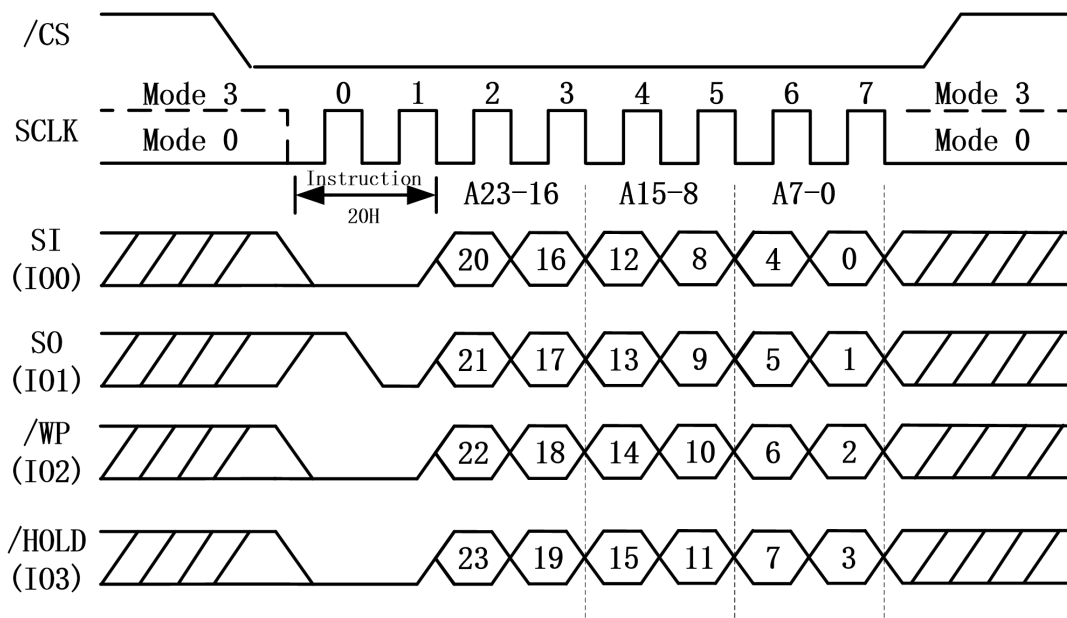 /CS
Mode 3 0 1 2 3 4 5 6 7 Mode 3
SCLK
Mode 0 Mode 0
Instruction
20H
A23-16 A15-8 A7-0
SI
(IO0)
20 16 12 8 4 0
SO
(IO1)
21 17 13 9 5 1
/WP
(IO2)
22 18 14 10 6 2
/HOLD
(IO3)
23 19 15 11 7 3